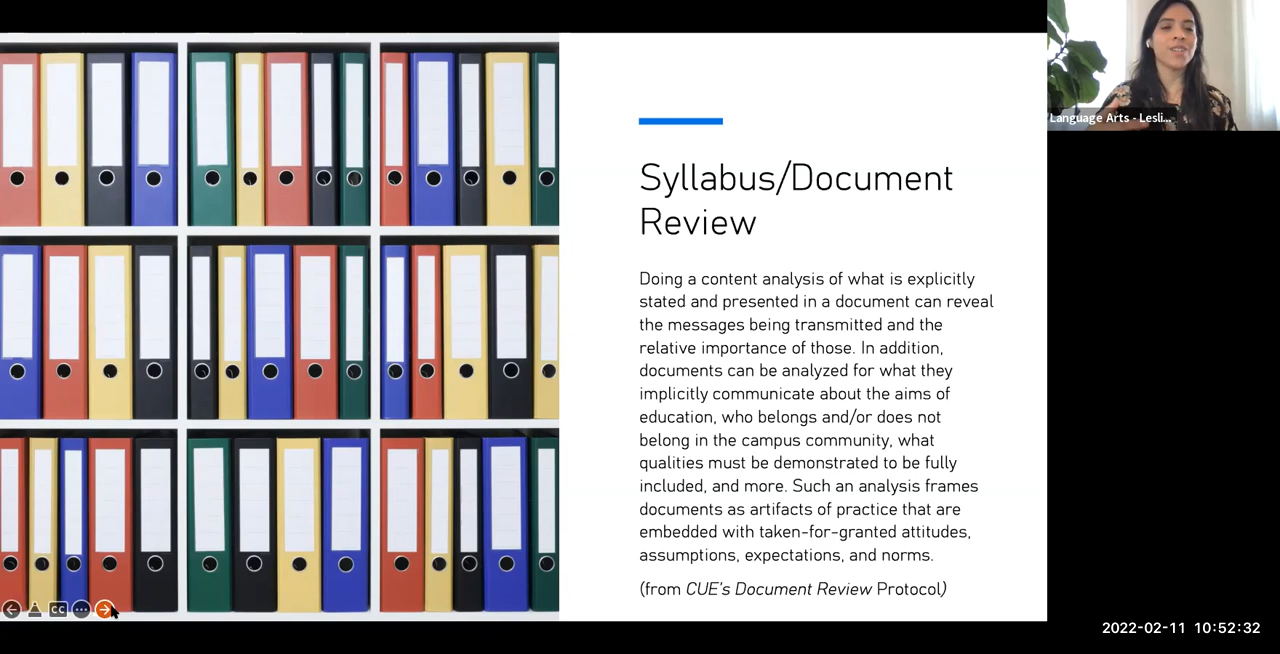 Language Arts - Lesli...
Syllabus/Document
Review
Doing a content analysis of what is explicitly
stated and presented in a document can reveal
the messages being transmitted and the
relative importance of those. In addition,
documents can be analyzed for what they
implicitly communicate about the aims of
education, who belongs and/or does not
belong in the campus community, what
qualities must be demonstrated to be fully
included, and more. Such an analysis frames
documents as artifacts of practice that are
embedded with taken-for-granted attitudes,
assumptions, expectations, and norms.
(from CUE's Document Review Protocol)
CC
2022-02-11 10:52:32